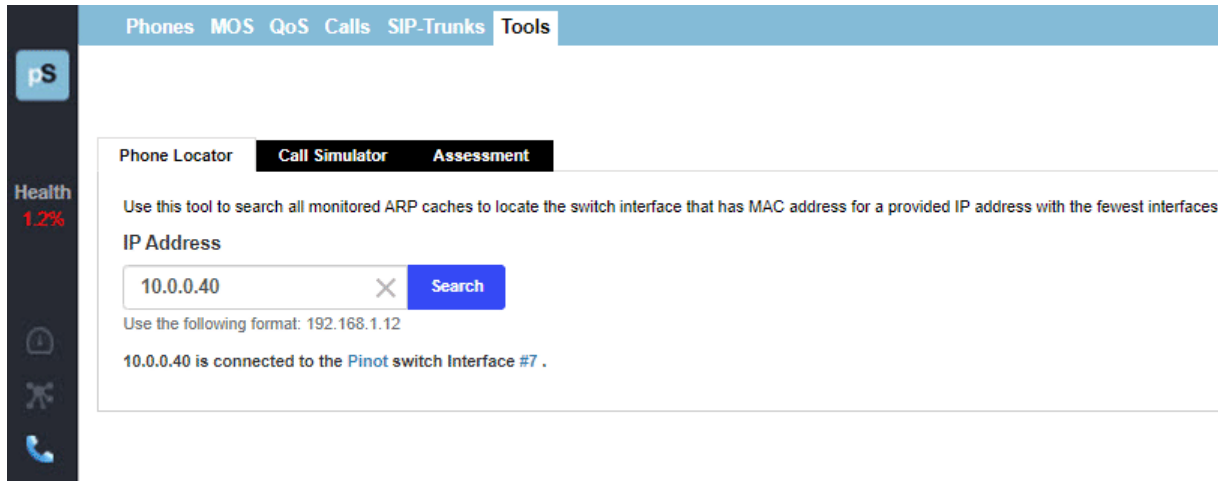 Phones MOS QoS Calls SIP-Trunks Tools
pS
Phone Locator Call Simulator Assessment
Health
1.2%
Use this tool to search all monitored ARP caches to locate the switch interface that has MAC address for a provided IP address with the fewest interfaces
IP Address
10.0.0.40 Search
Use the following format: 192.168.1.12
10.0.0.40 is connected to the Pinot switch Interface #7 .